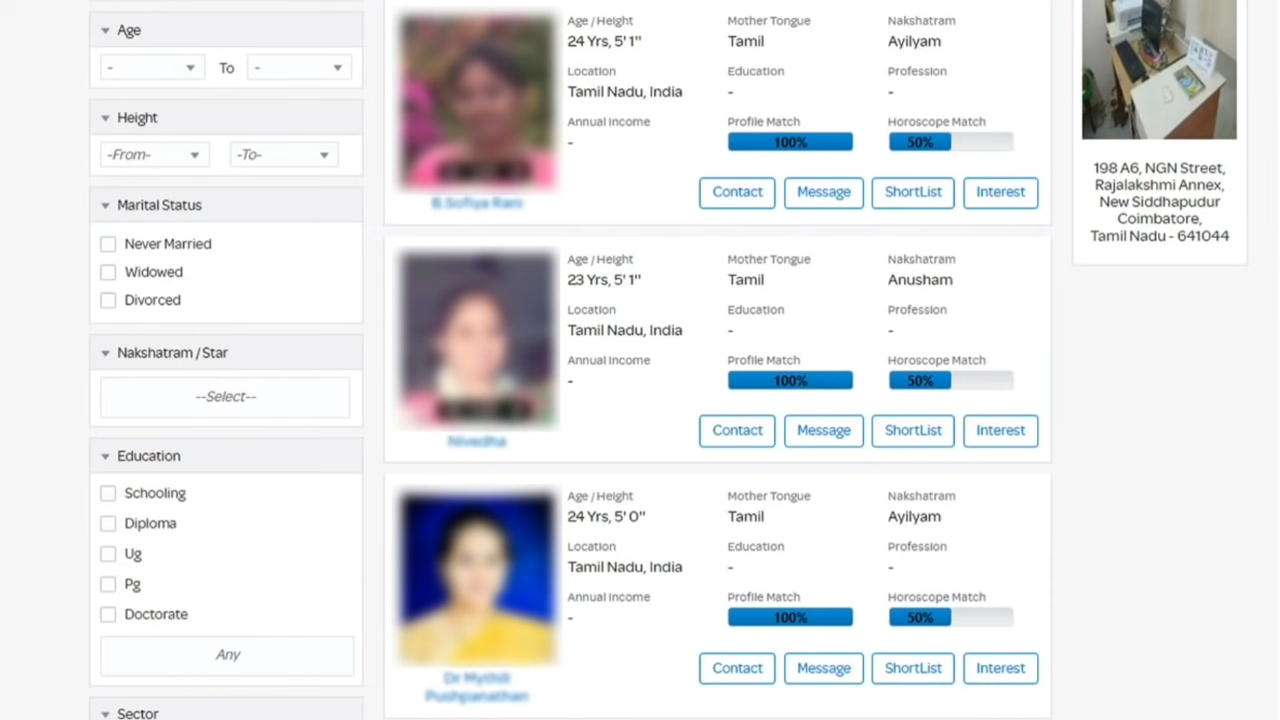 Age
-
To
-
Height
-From-
-To-
Marital Status
Never Married
Widowed
Divorced
Nakshatram / Star
--Select--
Education
Schooling
Diploma
Ug
Pg
Doctorate
Any
Sector
Age / Height
Mother Tongue
Nakshatram
24 Yrs, 5' 1"
Tamil
Ayilyam
Location
Education
Profession
Tamil Nadu, India
-
-
Annual Income
Profile Match
Horoscope Match
-
100%
50%
B.Sofiya Rani
Contact
Message
ShortList
Interest
Age / Height
Mother Tongue
Nakshatram
23 Yrs, 5' 1"
Tamil
Anusham
Location
Education
Profession
Tamil Nadu, India
-
-
Annual Income
Profile Match
Horoscope Match
-
100%
50%
Nivedha
Contact
Message
ShortList
Interest
Age / Height
Mother Tongue
Nakshatram
24 Yrs, 5' 0"
Tamil
Ayilyam
Location
Education
Profession
Tamil Nadu, India
-
-
Annual Income
Profile Match
Horoscope Match
-
100%
50%
Dr Mythili
Pushpanathan
Contact
Message
ShortList
Interest
198 A6, NGN Street,
Rajalakshmi Annex,
New Siddhapudur
Coimbatore,
Tamil Nadu - 641044